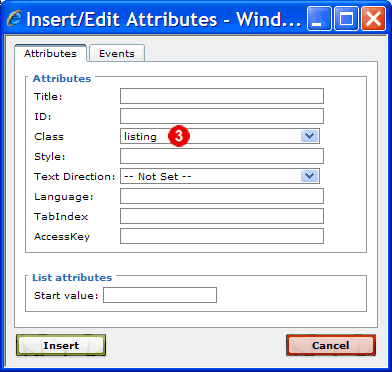 Insert/Edit Attributes - Wind...
Attributes Events
Attributes
Title:
ID:
Class listing 3
Style:
Text Direction: -- Not Set --
Language:
TabIndex
AccessKey
List attributes
Start value:
Insert Cancel